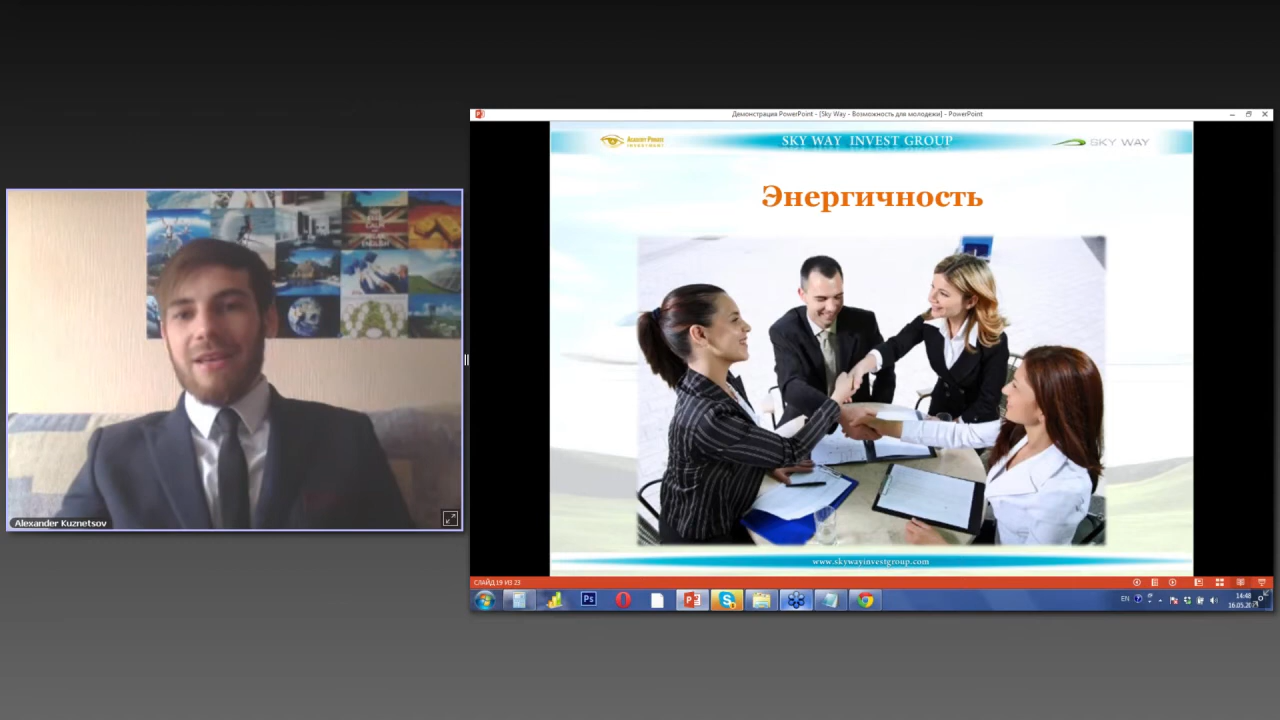 Демонстрация PowerPoint - [Sky Way - Возможность для молодежи] - PowerPoint
SKY WAY INVEST GROUP
SKY WAY
Энергичность
Alexander Kuznetsov
www.skywayinvestgroup.com
СЛАЙД 19 ИЗ 23
Ps
EN
14:48